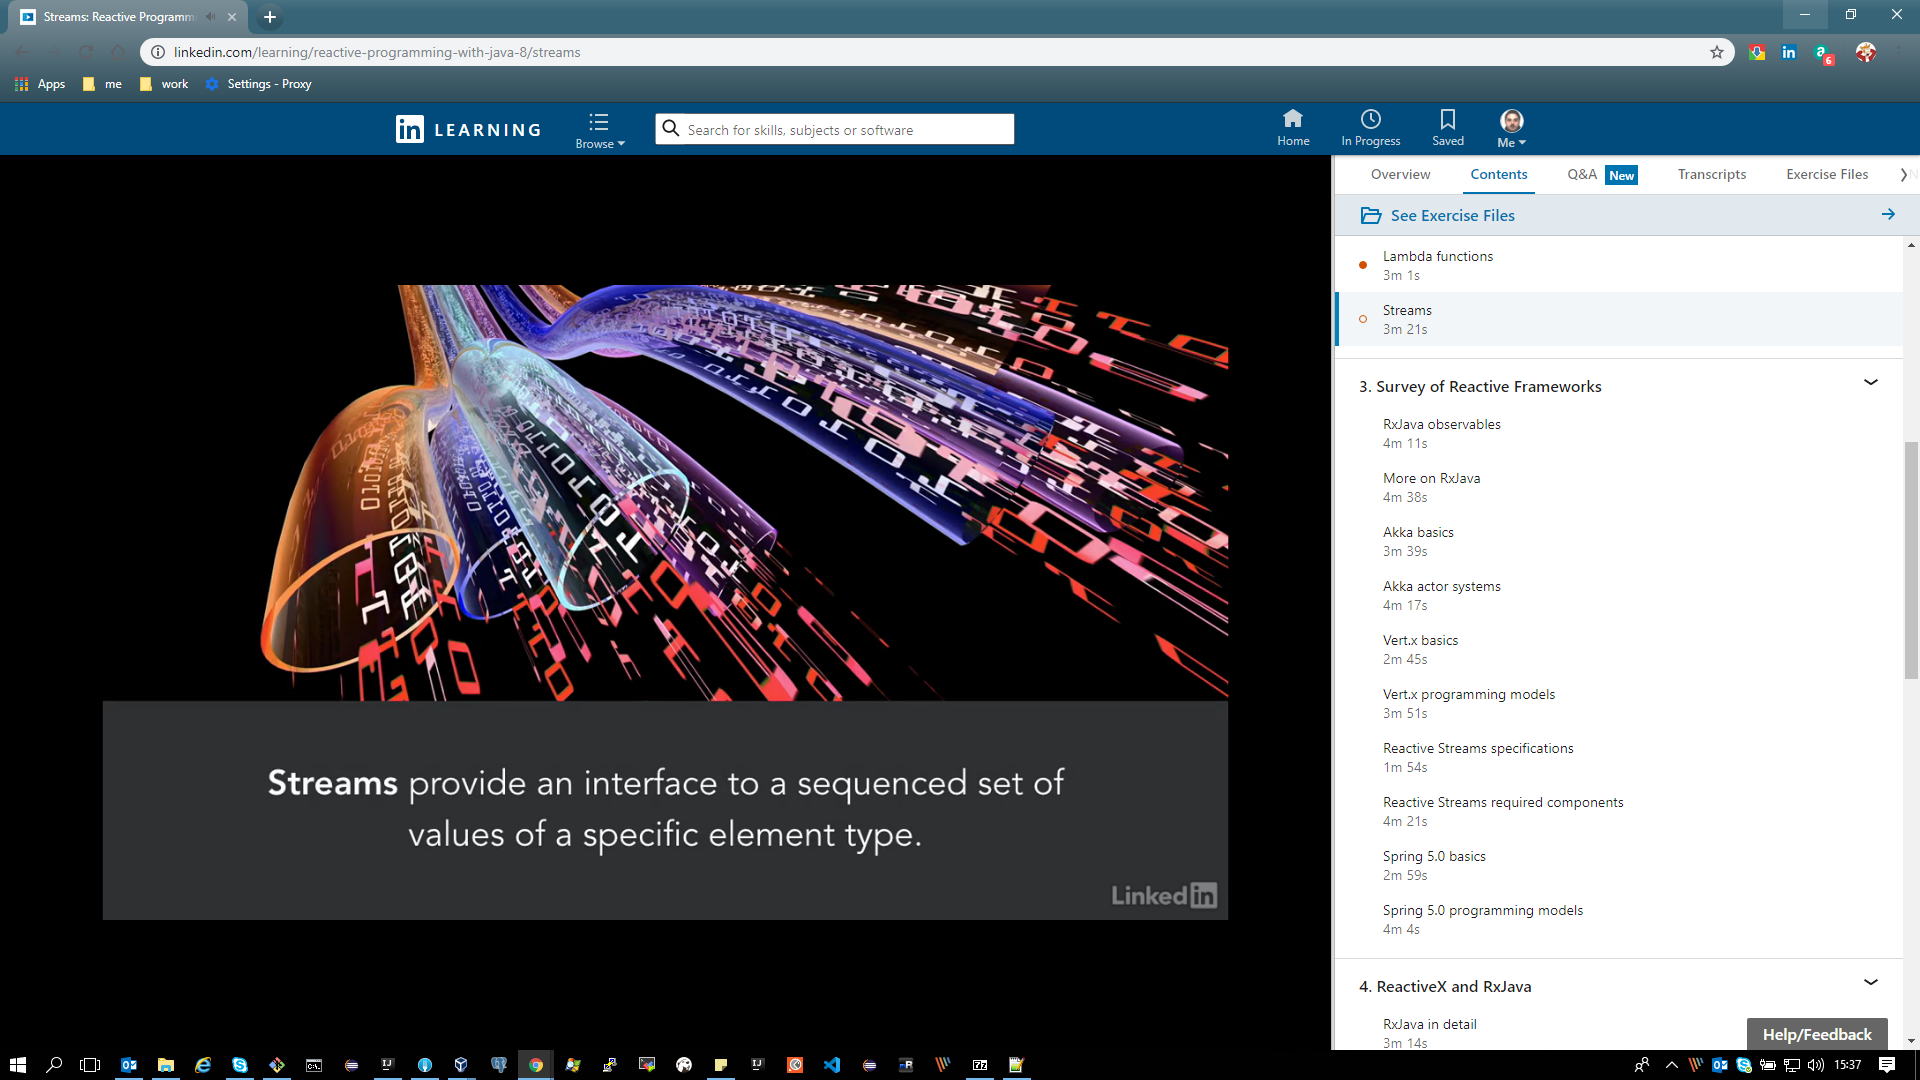 Streams: Reactive Programm
linkedin.com/learning/reactive-programming-with-java-8/streams
6
Apps me work Settings - Proxy
in LEARNING
Browse
Search for skills, subjects or software
Home
In Progress
Saved
Me
Overview Contents Q&A New Transcripts Exercise Files
See Exercise Files
Lambda functions
3m 1s
Streams
3m 21s
3. Survey of Reactive Frameworks
RxJava observables
4m 11s
More on RxJava
4m 38s
Akka basics
3m 39s
Akka actor systems
4m 17s
Vert.x basics
2m 45s
Vert.x programming models
3m 51s
Reactive Streams specifications
1m 54s
Reactive Streams required components
4m 21s
Spring 5.0 basics
2m 59s
Spring 5.0 programming models
4m 4s
4. ReactiveX and RxJava
RxJava in detail
3m 14s
Help/Feedback
Streams provide an interface to a sequenced set of
values of a specific element type.
Linked in
15:37